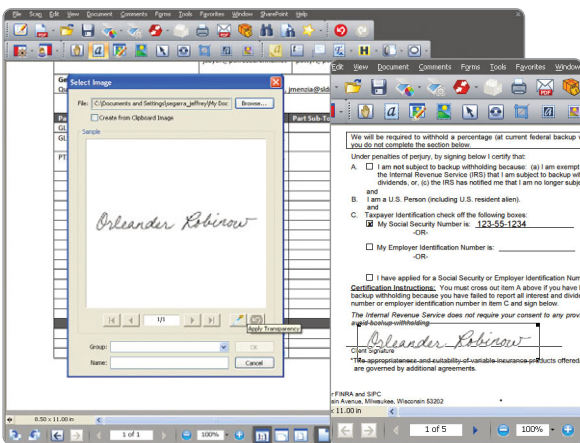 File Scan Edit View Document Comments Forms Tools Favorites Window SharePoint Help
Select Image
File: C:\Documents and Settings\segarra_jeffrey\My Doc
Browse...
Create from Clipboard Image
Sample
Orleander Robinow
1/1
Apply Transparency
Group:
OK
Name:
Cancel
Part Sub-To
GL
GL
PT
8.50 x 11.00 in
1 of 1
100%
1:1
Edit View Document Comments Forms Tools Favorites Window
We will be required to withhold a percentage (at current federal backup
you do not complete the section below.
Under penalties of perjury, by signing below I certify that:
A. I am not subject to backup withholding because: (a) I am exempt
the Internal Revenue Service (IRS) that I am subject to backup wit
dividends, or, (c) the IRS has notified me that I am no longer subje
and
B. I am a U.S. Person (including U.S. resident alien).
and
C. Taxpayer Identification check off the following boxes:
My Social Security Number is: 123-55-1234
-OR-
My Employer Identification Number is:
-OR-
I have applied for a Social Security or Employer Identification Num
Certification Instructions: You must cross out item A above if you have
backup withholding because you have failed to report all interest and divide
number or employer identification number in item C and sign below.
The Internal Revenue Service does not require your consent to any prov
avoid backup withholding.
Orleander Robinow
Client Signature
*The appropriateness and suitability of variable insurance products offered
are governed by additional agreements.
r FINRA and SIPC
ain Avenue, Milwaukee, Wisconsin 53202
x 11.00 in
1 of 5
100%